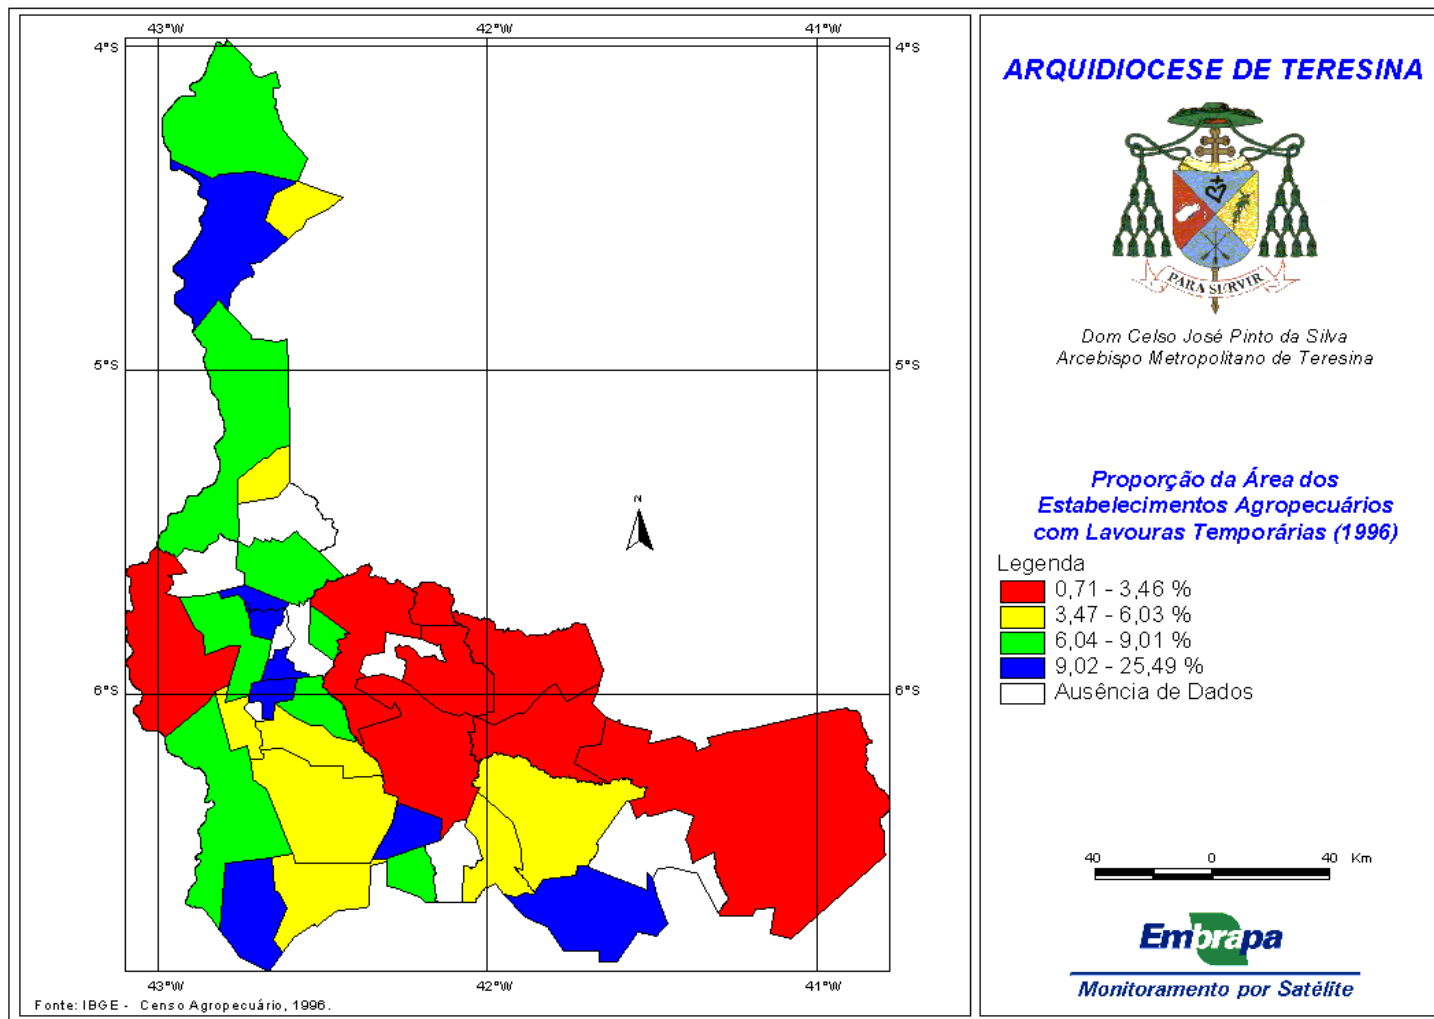 43°W
42°W
41°W
4°S
4°S
5°S
5°S
6°S
6°S
43°W
42°W
41°W
N
Fonte: IBGE - Censo Agropecuário, 1996.
ARQUIDIOCESE DE TERESINA
PARA SERVIR
Dom Celso José Pinto da Silva
Arcebispo Metropolitano de Teresina
Proporção da Área dos
Estabelecimentos Agropecuários
com Lavouras Temporárias (1996)
Legenda
0,71 - 3,46 %
3,47 - 6,03 %
6,04 - 9,01 %
9,02 - 25,49 %
Ausência de Dados
40 0 40 Km
Embrapa
Monitoramento por Satélite